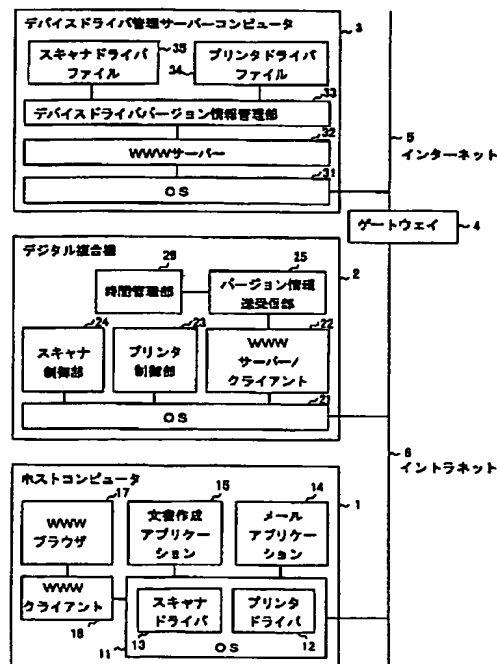 デバイスドライバ管理サーバーコンピュータ
3
35
スキャナドライバ
ファイル
34
プリンタドライバ
ファイル
33
デバイスドライババージョン情報管理部
32
WWWサーバー
31
OS
5
インターネット
ゲートウェイ
4
デジタル複合機
2
26
時間管理部
25
バージョン情報
送受信部
24
スキャナ
制御部
23
プリンタ
制御部
22
WWW
サーバー/
クライアント
21
OS
6
イントラネット
ホストコンピュータ
1
17
WWW
ブラウザ
15
文書作成
アプリケー
ション
14
メール
アプリケー
ション
WWW
クライアント
16
スキャナ
ドライバ
13
プリンタ
ドライバ
12
11
OS